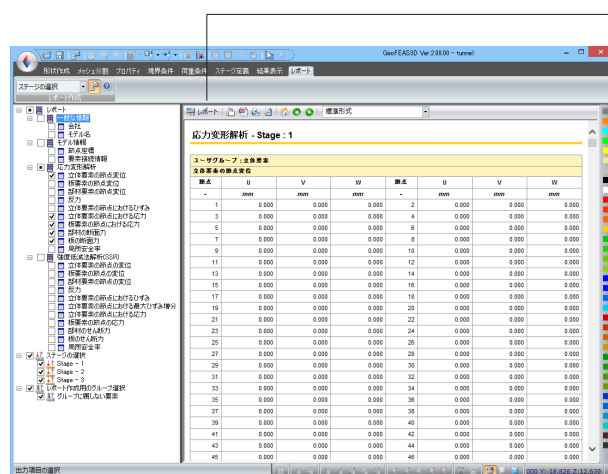 GeoFEAS3D Ver 2.00.00 - tunnel
形状作成 メッシュ分割 プロパティ 境界条件 荷重条件 ステージ定義 結果表示 レポート
ステージの選択
レポート作成
レポート 標準形式
レポート
一般な情報
会社
モデル名
モデル情報
節点座標
要素接続情報
応力変形解析
立体要素の節点変位
板要素の節点変位
部材要素の節点変位
反力
立体要素の節点におけるひずみ
立体要素の節点における応力
板要素の節点における応力
部材の断面力
板の断面力
局所安全率
強度低減法解析(SSR)
立体要素の節点の変位
板要素の節点の変位
部材要素の節点の変位
反力
立体要素の節点におけるひずみ
立体要素の節点における最大ひずみ増分
立体要素の節点における応力
板要素の節点の応力
部材のせん断力
板のせん断力
局所安全率
ステージの選択
Stage - 1
Stage - 2
Stage - 3
レポート作成用のグループ選択
グループに属しない要素
応力変形解析 - Stage : 1
ユーザグループ : 立体要素
立体要素の節点変位
節点 U V W 節点 U V W
- mm mm mm - mm mm mm
1 0.000 0.000 0.000 2 0.000 0.000 0.000
3 0.000 0.000 0.000 4 0.000 0.000 0.000
5 0.000 0.000 0.000 6 0.000 0.000 0.000
7 0.000 0.000 0.000 8 0.000 0.000 0.000
9 0.000 0.000 0.000 10 0.000 0.000 0.000
11 0.000 0.000 0.000 12 0.000 0.000 0.000
13 0.000 0.000 0.000 14 0.000 0.000 0.000
15 0.000 0.000 0.000 16 0.000 0.000 0.000
17 0.000 0.000 0.000 18 0.000 0.000 0.000
19 0.000 0.000 0.000 20 0.000 0.000 0.000
21 0.000 0.000 0.000 22 0.000 0.000 0.000
23 0.000 0.000 0.000 24 0.000 0.000 0.000
25 0.000 0.000 0.000 26 0.000 0.000 0.000
27 0.000 0.000 0.000 28 0.000 0.000 0.000
29 0.000 0.000 0.000 30 0.000 0.000 0.000
31 0.000 0.000 0.000 32 0.000 0.000 0.000
33 0.000 0.000 0.000 34 0.000 0.000 0.000
35 0.000 0.000 0.000 36 0.000 0.000 0.000
37 0.000 0.000 0.000 38 0.000 0.000 0.000
39 0.000 0.000 0.000 40 0.000 0.000 0.000
41 0.000 0.000 0.000 42 0.000 0.000 0.000
43 0.000 0.000 0.000 44 0.000 0.000 0.000
45 0.000 0.000 0.000 46 0.000 0.000 0.000
出力項目の選択
000 Y:-18.826 Z:12.639